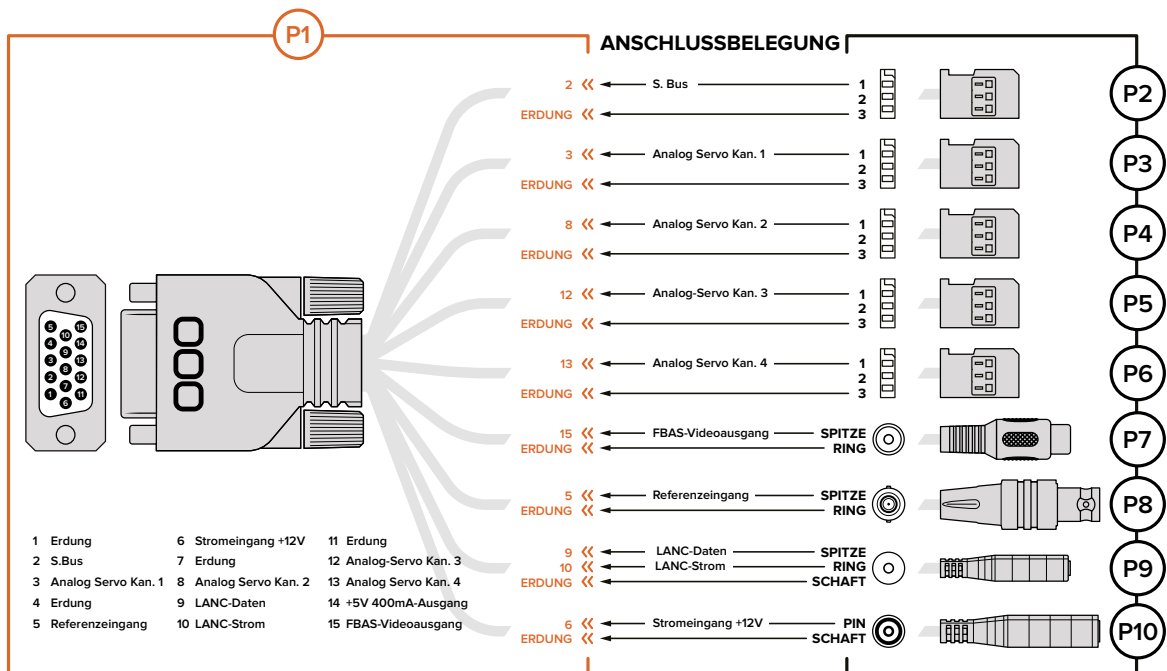 P1
ANSCHLUSSBELEGUNG
2 « S. Bus 1
2
ERDUNG « 3
P2
3 « Analog Servo Kan. 1 1
2
ERDUNG « 3
P3
8 « Analog Servo Kan. 2 1
2
ERDUNG « 3
P4
12 « Analog-Servo Kan. 3 1
2
ERDUNG « 3
P5
13 « Analog Servo Kan. 4 1
2
ERDUNG « 3
P6
15 « FBAS-Videoausgang SPITZE
ERDUNG « RING
P7
5 « Referenzeingang SPITZE
ERDUNG « RING
P8
9 « LANC-Daten SPITZE
10 « LANC-Strom RING
ERDUNG « SCHAFT
P9
6 « Stromeingang +12V PIN
ERDUNG « SCHAFT
P10
5 15
10
4 14
9
3 13
8
2 12
7
1 11
6
1 Erdung
2 S.Bus
3 Analog Servo Kan. 1
4 Erdung
5 Referenzeingang
6 Stromeingang +12V
7 Erdung
8 Analog Servo Kan. 2
9 LANC-Daten
10 LANC-Strom
11 Erdung
12 Analog-Servo Kan. 3
13 Analog Servo Kan. 4
14 +5V 400mA-Ausgang
15 FBAS-Videoausgang